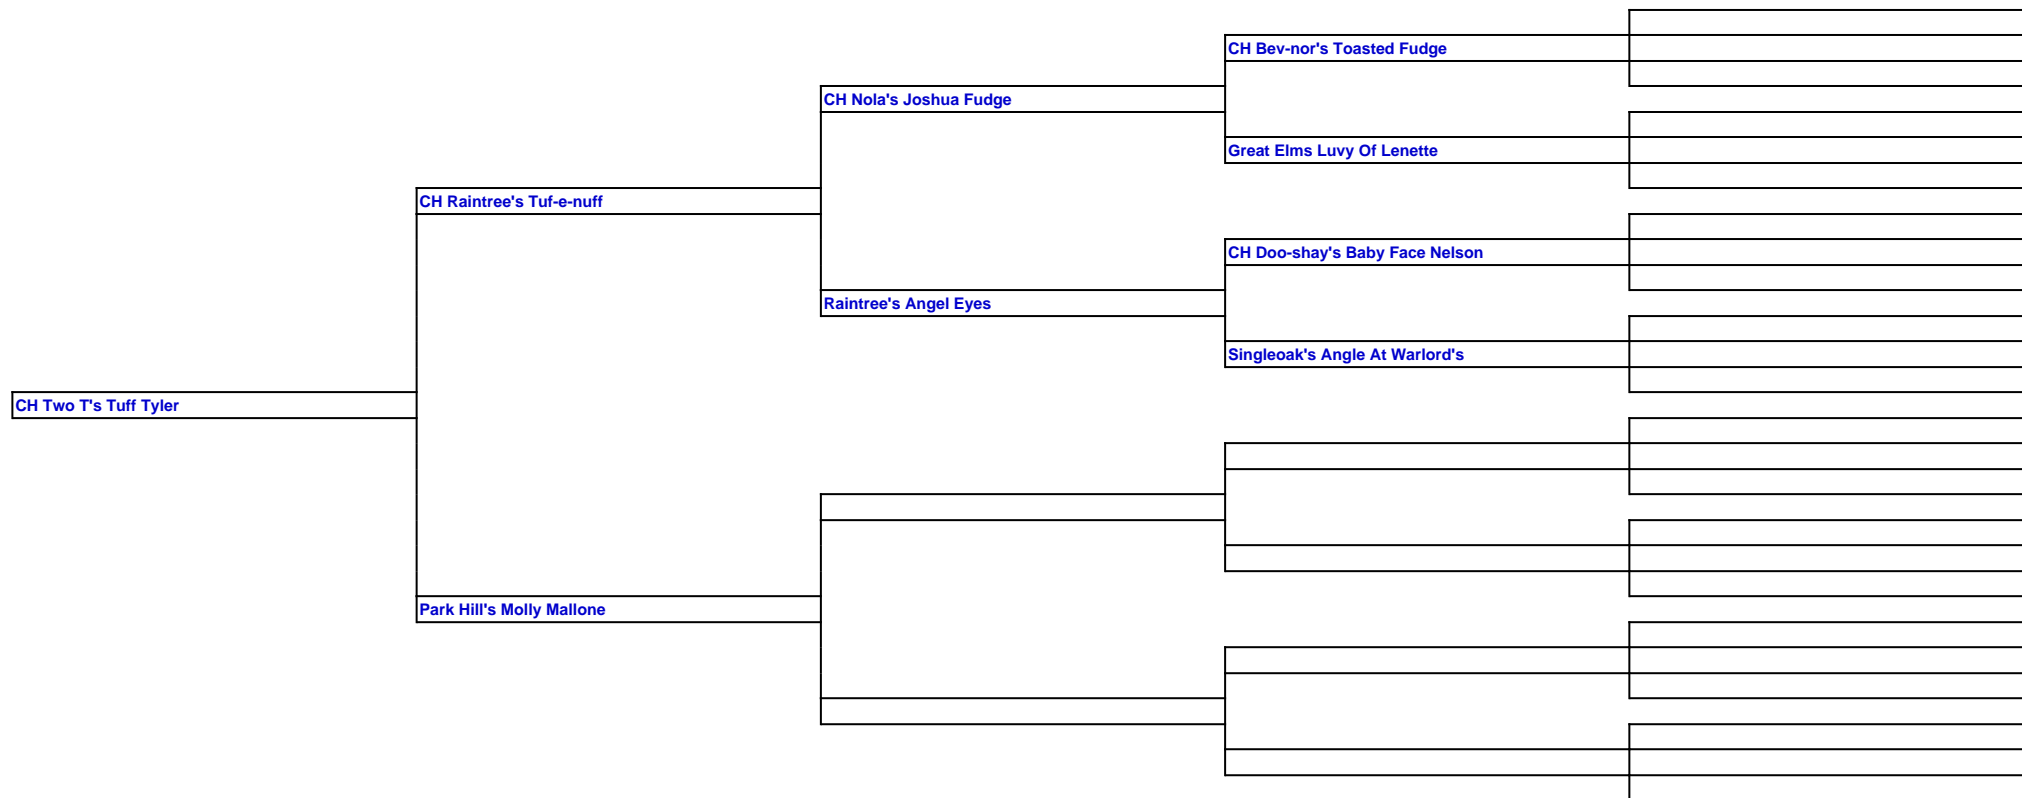 CH Bev-nor's Toasted Fudge
CH Nola's Joshua Fudge
Great Elms Luvy Of Lenette
CH Raintree's Tuf-e-nuff
CH Doo-shay's Baby Face Nelson
Raintree's Angel Eyes
Singleoak's Angle At Warlord's
CH Two T's Tuff Tyler
Park Hill's Molly Mallone